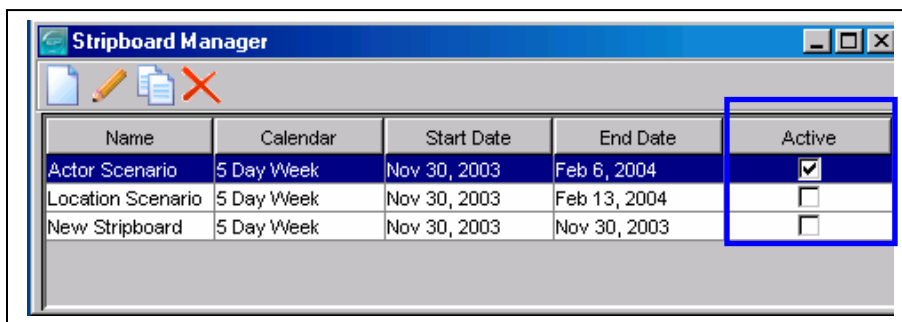 Stripboard Manager
Name Calendar Start Date End Date Active
Actor Scenario 5 Day Week Nov 30, 2003 Feb 6, 2004
Location Scenario 5 Day Week Nov 30, 2003 Feb 13, 2004
New Stripboard 5 Day Week Nov 30, 2003 Nov 30, 2003